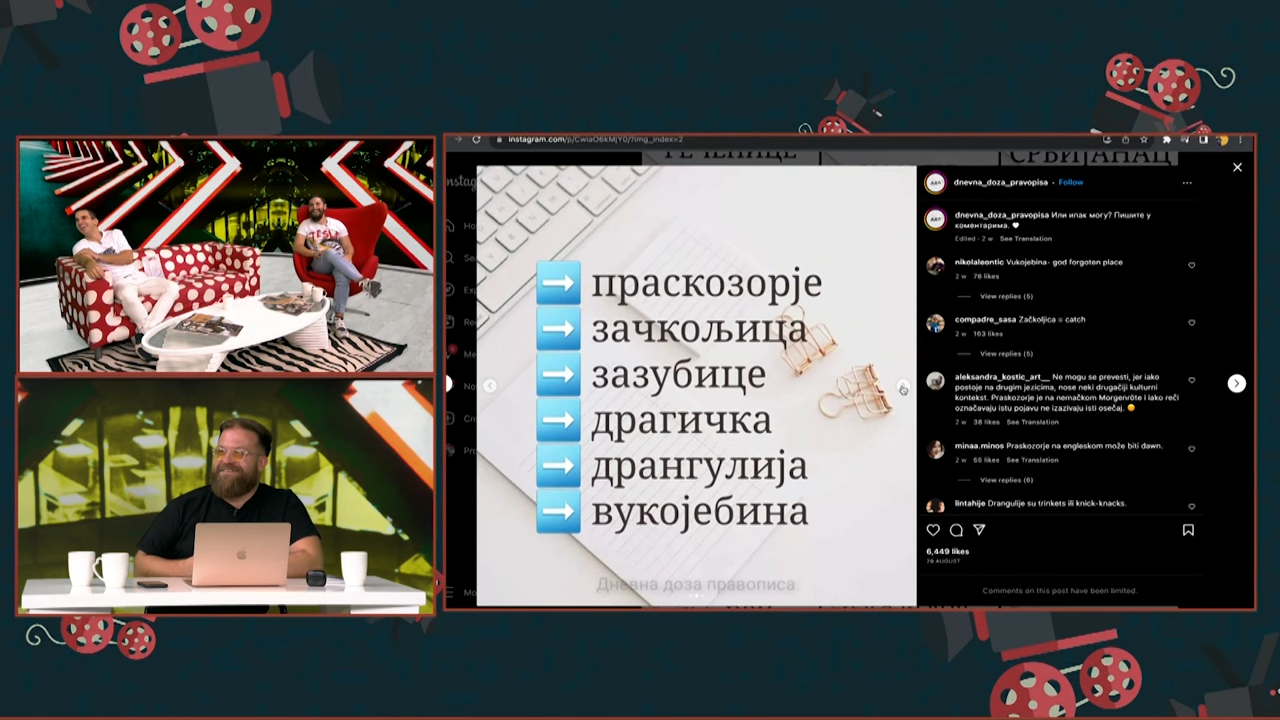 instagram.com/p/CwiaO6kMjY0/?img_index=2
праскозорје
зачкољица
зазубице
драгичка
дрангулија
вукојебина
Дневна доза правописа
dnevna_doza_pravopisa · Follow
dnevna_doza_pravopisa Или ипак могу? Пишите у
коментарима.
Edited · 2 w See Translation
nikolaleontic Vukojebina- god forgoten place
2 w 78 likes
View replies (5)
compadre_sasa Začkoljica = catch
2 w 163 likes
View replies (5)
aleksandra_kostic_art__ Ne mogu se prevesti, jer iako
postoje na drugim jezicima, nose neki drugačiji kulturni
kontekst. Praskozorje je na nemačkom Morgenröte i iako reči
označavaju istu pojavu ne izazivaju isti osećaj.
2 w 38 likes See Translation
minaa.minos Praskozorje na engleskom može biti dawn.
2 w 66 likes See Translation
View replies (6)
lintahije Drangulije su trinkets ili knick-knacks.
6,449 likes
29 AUGUST
Comments on this post have been limited.
TESLA